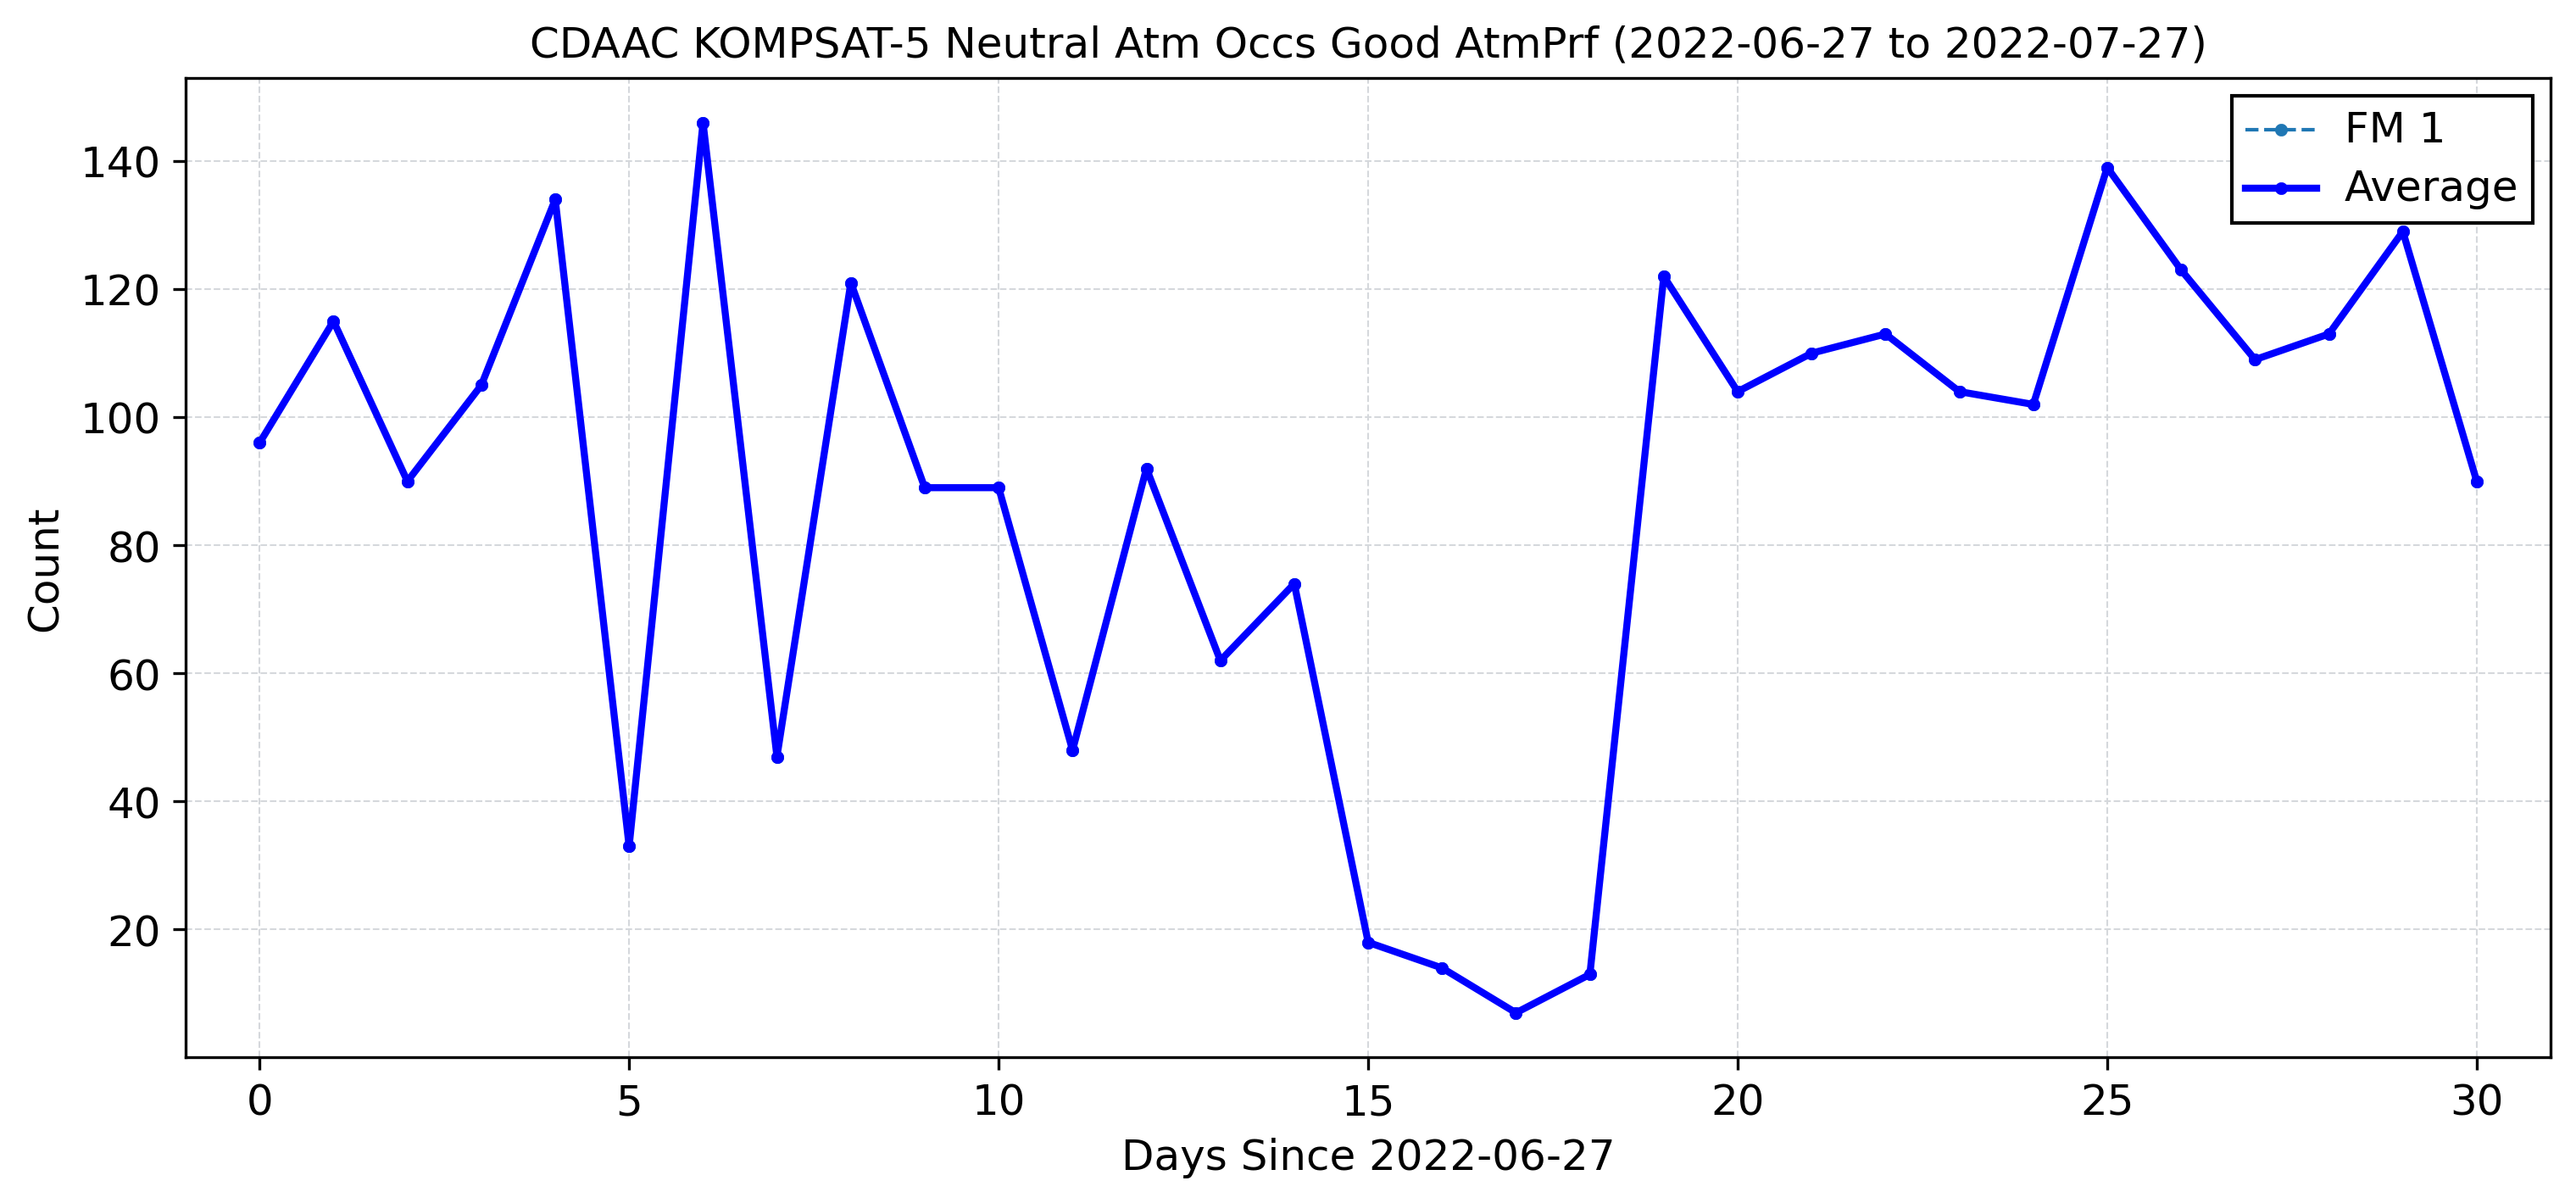 CDAAC KOMPSAT-5 Neutral Atm Occs Good AtmPrf (2022-06-27 to 2022-07-27)
FM 1
Average
140
120
100
80
60
40
20
Count
0 5 10 15 20 25 30
Days Since 2022-06-27